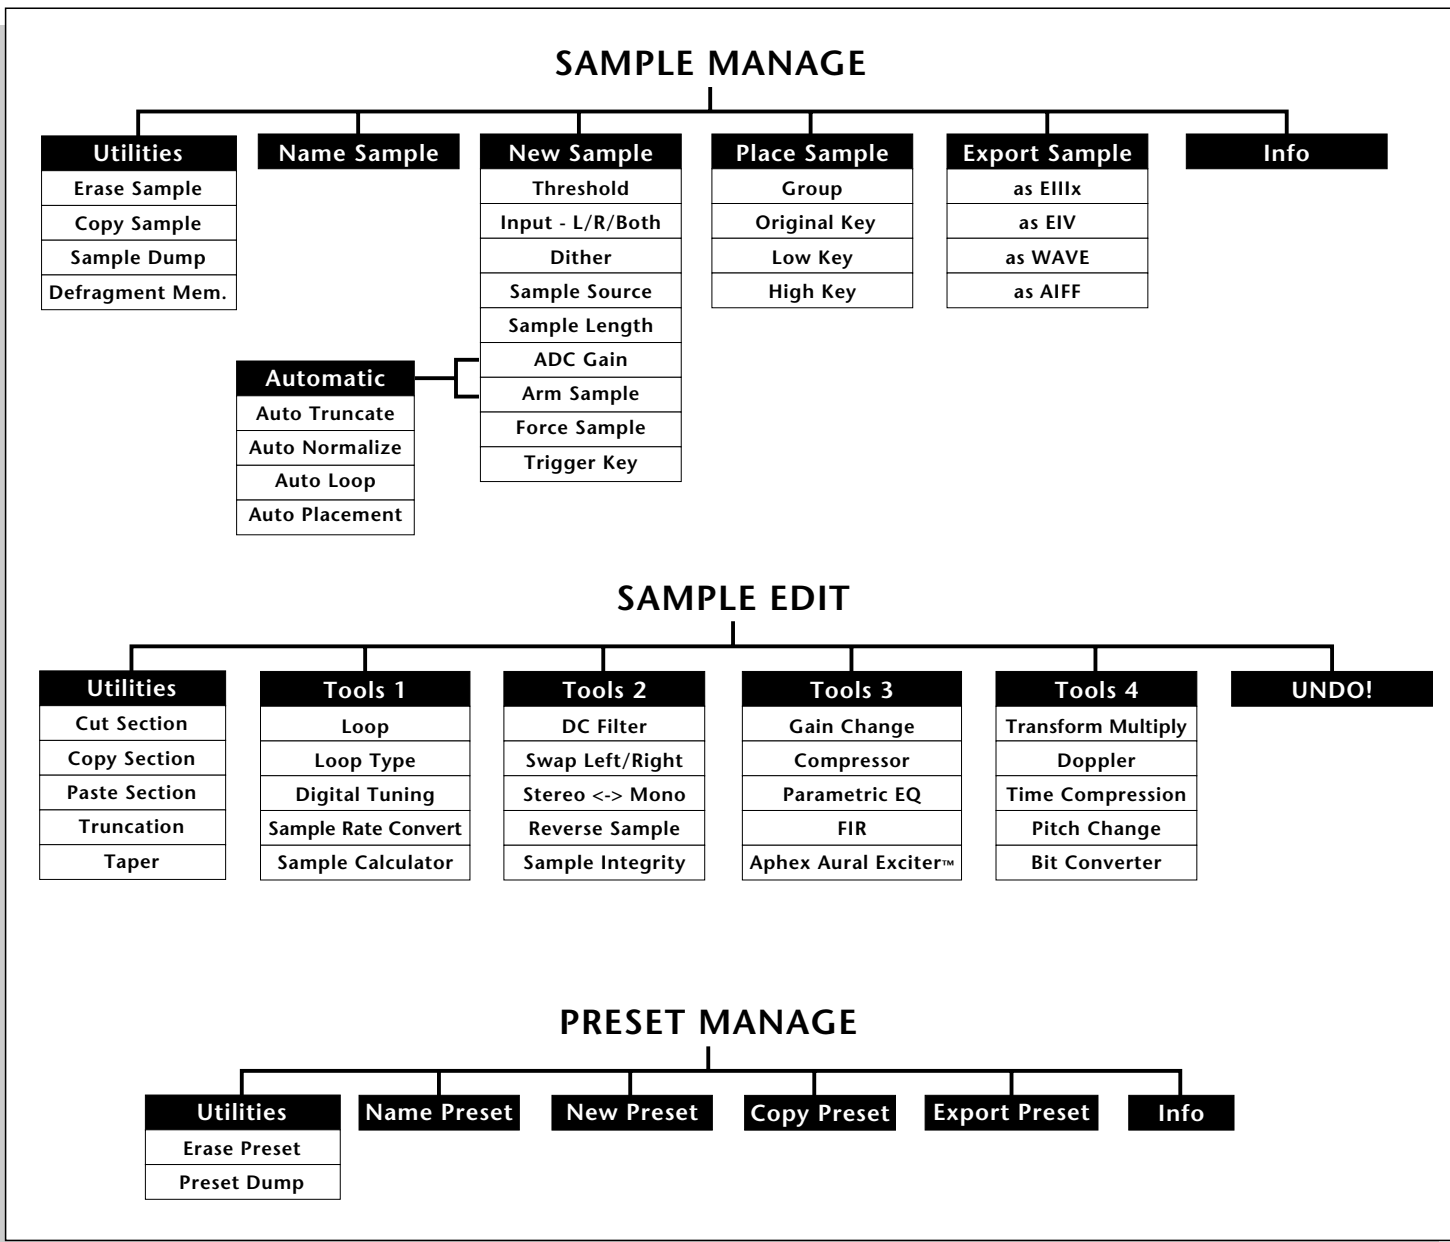 SAMPLE MANAGE
Utilities
Erase Sample
Copy Sample
Sample Dump
Defragment Mem.
Name Sample
New Sample
Threshold
Input - L/R/Both
Dither
Sample Source
Sample Length
ADC Gain
Arm Sample
Force Sample
Trigger Key
Automatic
Auto Truncate
Auto Normalize
Auto Loop
Auto Placement
Place Sample
Group
Original Key
Low Key
High Key
Export Sample
as EIIIx
as EIV
as WAVE
as AIFF
Info
SAMPLE EDIT
Utilities
Cut Section
Copy Section
Paste Section
Truncation
Taper
Tools 1
Loop
Loop Type
Digital Tuning
Sample Rate Convert
Sample Calculator
Tools 2
DC Filter
Swap Left/Right
Stereo <-> Mono
Reverse Sample
Sample Integrity
Tools 3
Gain Change
Compressor
Parametric EQ
FIR
Aphex Aural Exciter™
Tools 4
Transform Multiply
Doppler
Time Compression
Pitch Change
Bit Converter
UNDO!
PRESET MANAGE
Utilities
Erase Preset
Preset Dump
Name Preset
New Preset
Copy Preset
Export Preset
Info